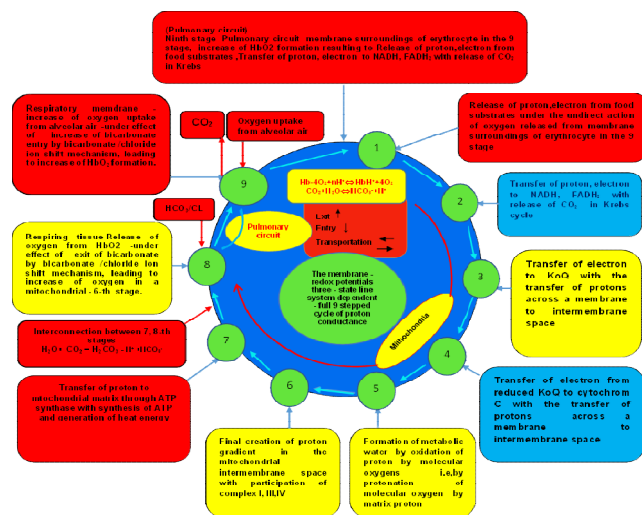 (Pulmonary circuit)
Ninth stage Pulmonary circuit membrane surroundings of erythrocyte in the 9
stage, increase of HbO2 formation resulting to Release of proton,electron from
food substrates ,Transfer of proton, electron to NADH, FADH₂ with release of CO₂
in Krebs
Respiratory membrane -
increase of oxygen uptake
from alveolar air - under effect
of increase of bicarbonate
entry by bicarbonate /chloride
ion shift mechanism, leading
to increase of HbO₂ formation.
CO₂
Oxygen uptake
from alveolar air
Release of proton,electron from food
substrates under the undirect action
of oxygen released from membrane
surroundings of erythrocyte in the 9
stage
1
2
9
Hb·4O₂+nH⁺⇔HbH⁺+4O₂
CO₂+H₂O⇔HCO₃⁻+H⁺
Exit
Entry
Transportation
Transfer of proton, electron
to NADH, FADH₂ with
release of CO₂ in Krebs
cycle
HCO₃⁻/CL⁻
Pulmonary
circuit
Respiring tissue Release of
oxygen from HbO2 -under
effect of exit of bicarbonate
by bicarbonate /chloride ion
shift mechanism, leading to
increase of oxygen in a
mitochondrial - 6-th stage.
8
3
The membrane -
redox potentials
three - state line
system dependent -
full 9 stepped
cycle of proton
conductance
Transfer of electron
to KoQ with the
transfer of protons
across a membrane
to intermembrane
space
Mitochondria
Interconnection between 7, 8-th
stages
H₂O + CO₂ = H₂CO₃ = H⁺+HCO₃⁻
7
4
Transfer of proton to
mitochondrial matrix through ATP
synthase with synthesis of ATP
and generation of heat energy
6
5
Transfer of electron from
reduced KoQ to cytochrom
C with the transfer of
protons across a
membrane to
intermembrane space
Final creation of proton
gradient in the
mitochondrial
intermembrane space
with participation of
complex I, III,IV
Formation of metabolic
water by oxidation of
proton by molecular
oxygens i.e,by
protonation of
molecular oxygen by
matrix proton